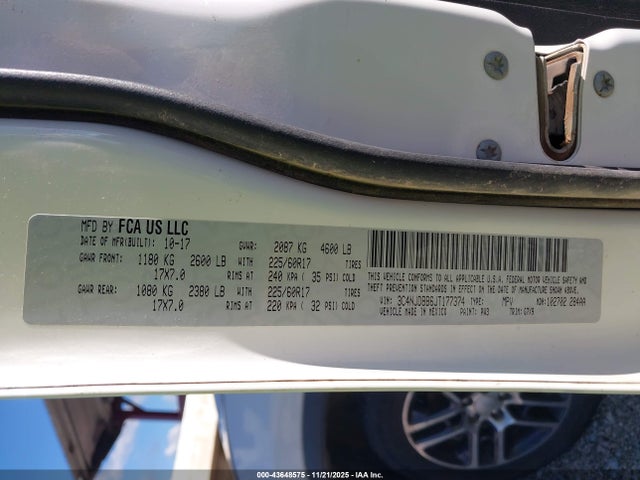 MFD BY FCA US LLC
DATE OF MFR(BUILT): 10-17 GVWR: 2087 KG 4600 LB
GAWR FRONT: 1180 KG 2600 LB WITH 225/60R17 TIRES
17X7.0 RIMS AT 240 KPA ( 35 PSI) COLD
GAWR REAR: 1080 KG 2380 LB WITH 225/60R17 TIRES
17X7.0 RIMS AT 220 KPA ( 32 PSI) COLD
THIS VEHICLE CONFORMS TO ALL APPLICABLE U.S.A. FEDERAL MOTOR VEHICLE SAFETY AND
THEFT PREVENTION STANDARDS IN EFFECT ON THE DATE OF MANUFACTURE SHOWN ABOVE.
VIN: 3C4NJDBB6JT177374 TYPE: MPV MDH: 102702 284AA
VEHICLE MADE IN MEXICO PAINT: PW3 TRIM:
000-43648575 - 11/21/2025 - IAA Inc.